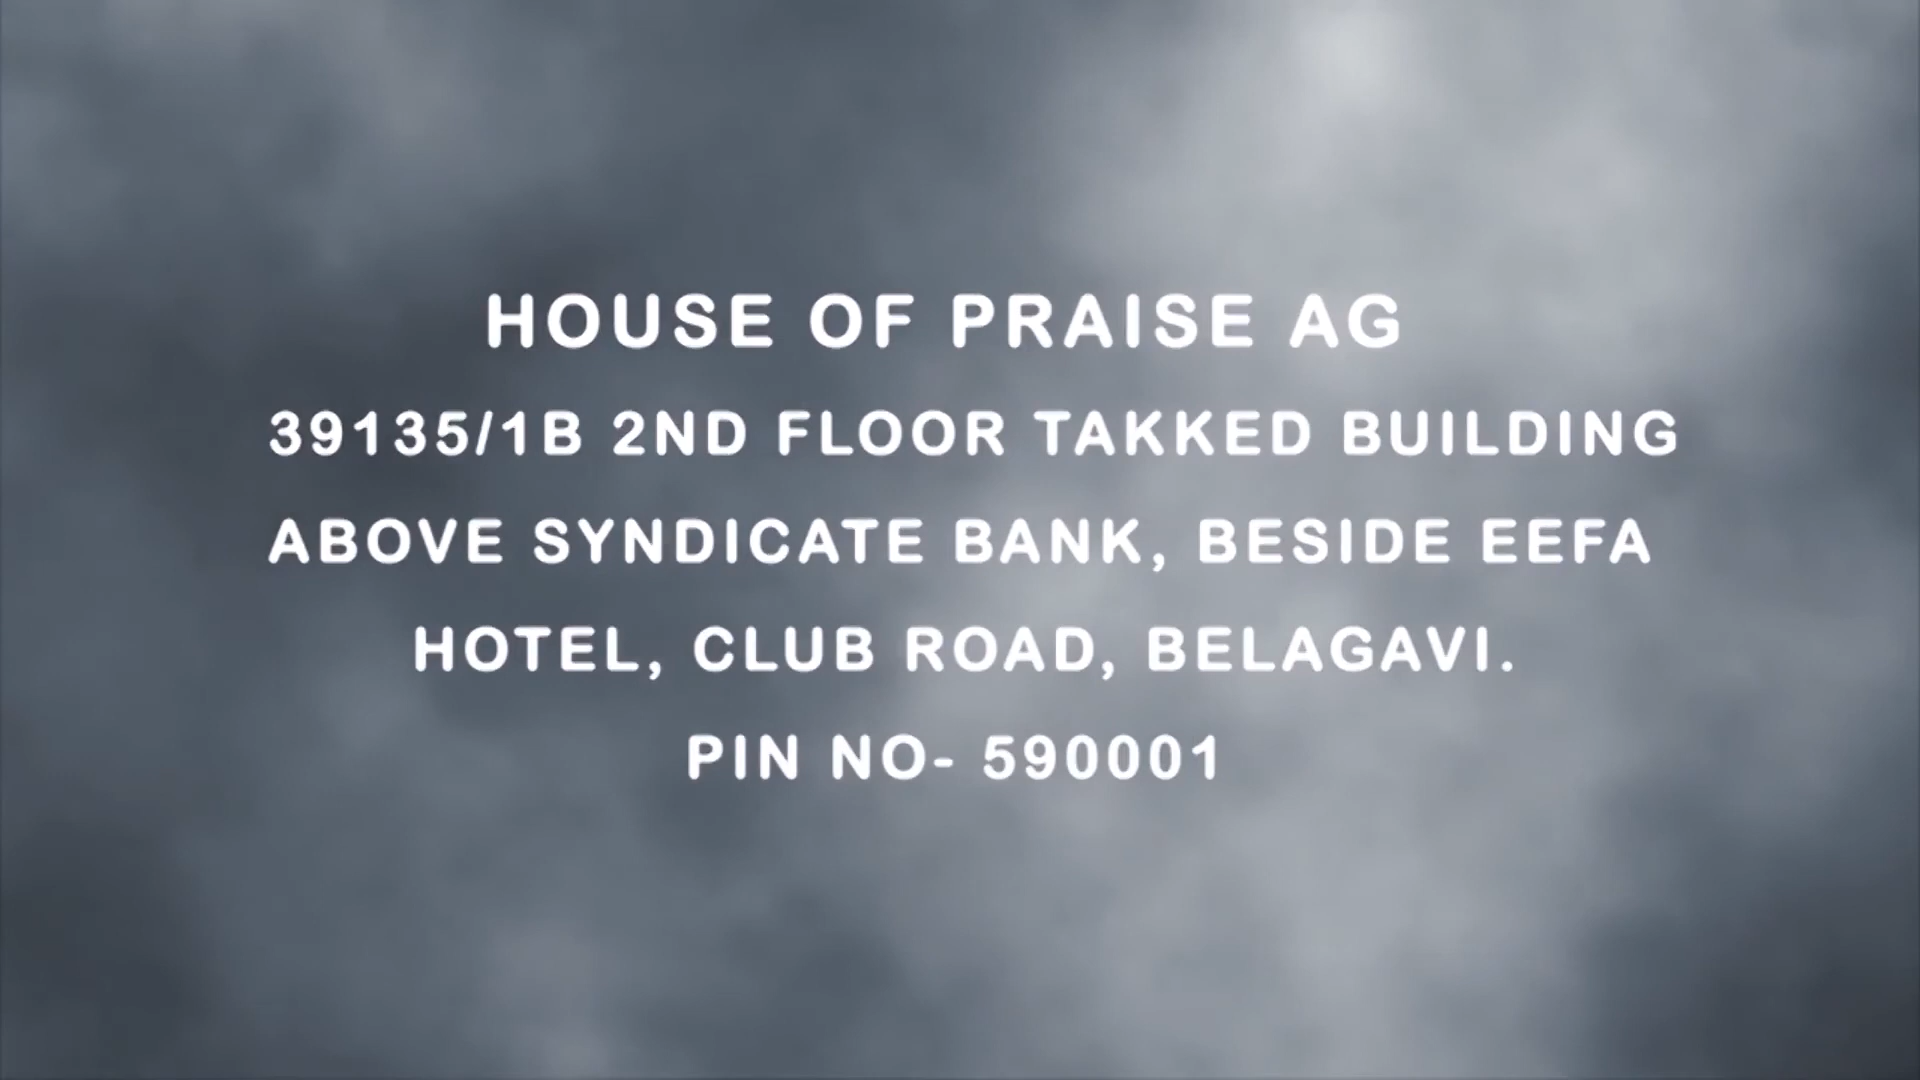 HOUSE OF PRAISE AG
39135/1B 2ND FLOOR TAKKED BUILDING
ABOVE SYNDICATE BANK, BESIDE EEFA
HOTEL, CLUB ROAD, BELAGAVI.
PIN NO- 590001